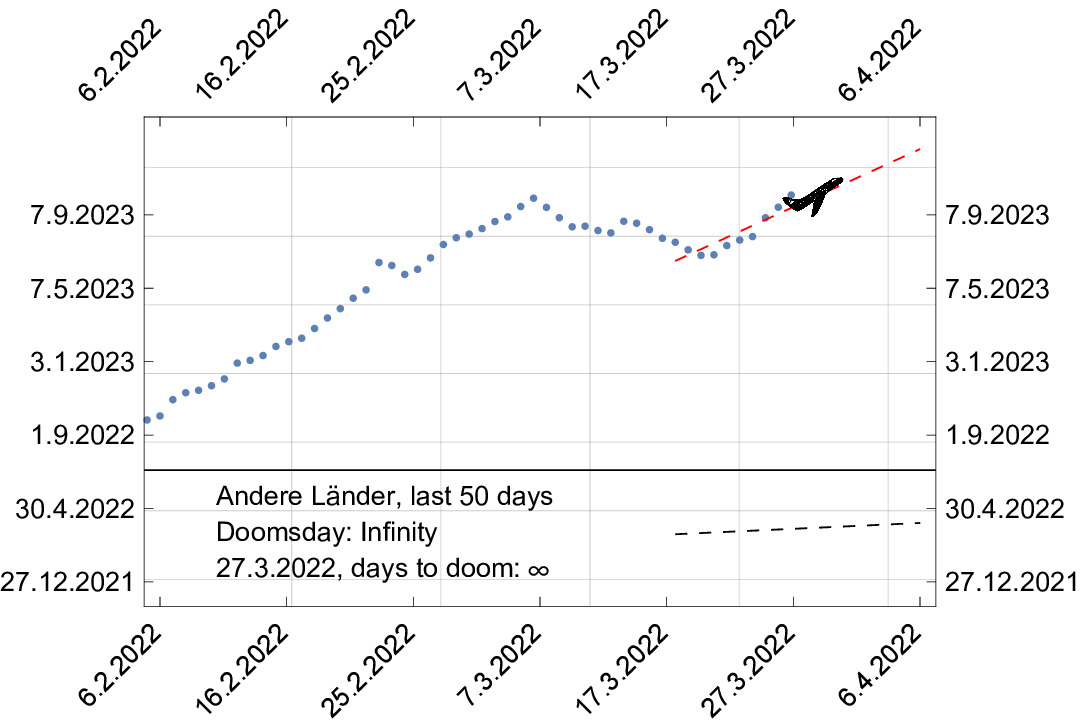 6.2.2022 16.2.2022 25.2.2022 7.3.2022 17.3.2022 27.3.2022 6.4.2022
7.9.2023 7.9.2023
7.5.2023 7.5.2023
3.1.2023 3.1.2023
1.9.2022 1.9.2022
Andere Länder, last 50 days
30.4.2022 30.4.2022
Doomsday: Infinity
27.3.2022, days to doom: ∞
27.12.2021 27.12.2021
6.2.2022 16.2.2022 25.2.2022 7.3.2022 17.3.2022 27.3.2022 6.4.2022